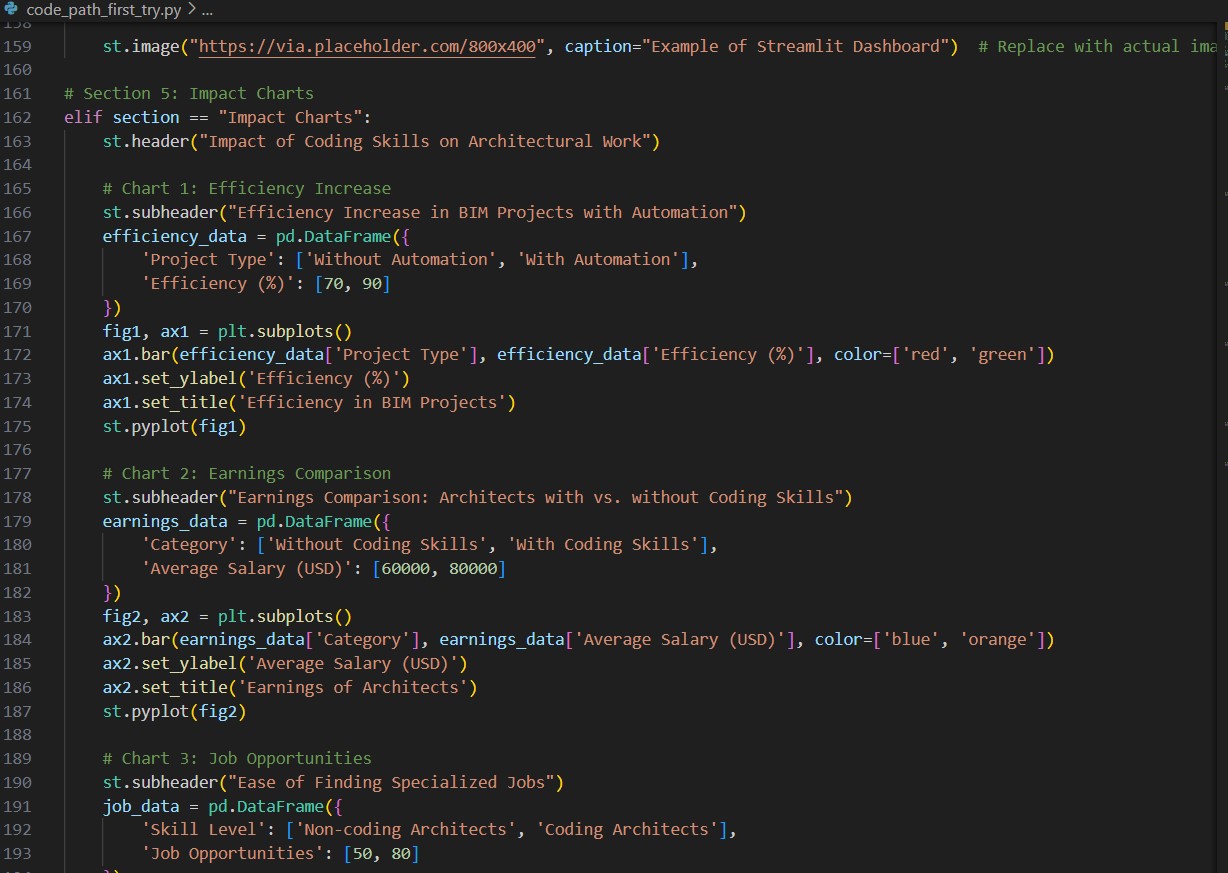 code_path_first_try.py > ...
158
159 st.image("https://via.placeholder.com/800x400", caption="Example of Streamlit Dashboard")  # Replace with actual ima
160
161 # Section 5: Impact Charts
162 elif section == "Impact Charts":
163     st.header("Impact of Coding Skills on Architectural Work")
164
165     # Chart 1: Efficiency Increase
166     st.subheader("Efficiency Increase in BIM Projects with Automation")
167     efficiency_data = pd.DataFrame({
168         'Project Type': ['Without Automation', 'With Automation'],
169         'Efficiency (%)': [70, 90]
170     })
171     fig1, ax1 = plt.subplots()
172     ax1.bar(efficiency_data['Project Type'], efficiency_data['Efficiency (%)'], color=['red', 'green'])
173     ax1.set_ylabel('Efficiency (%)')
174     ax1.set_title('Efficiency in BIM Projects')
175     st.pyplot(fig1)
176
177     # Chart 2: Earnings Comparison
178     st.subheader("Earnings Comparison: Architects with vs. without Coding Skills")
179     earnings_data = pd.DataFrame({
180         'Category': ['Without Coding Skills', 'With Coding Skills'],
181         'Average Salary (USD)': [60000, 80000]
182     })
183     fig2, ax2 = plt.subplots()
184     ax2.bar(earnings_data['Category'], earnings_data['Average Salary (USD)'], color=['blue', 'orange'])
185     ax2.set_ylabel('Average Salary (USD)')
186     ax2.set_title('Earnings of Architects')
187     st.pyplot(fig2)
188
189     # Chart 3: Job Opportunities
190     st.subheader("Ease of Finding Specialized Jobs")
191     job_data = pd.DataFrame({
192         'Skill Level': ['Non-coding Architects', 'Coding Architects'],
193         'Job Opportunities': [50, 80]